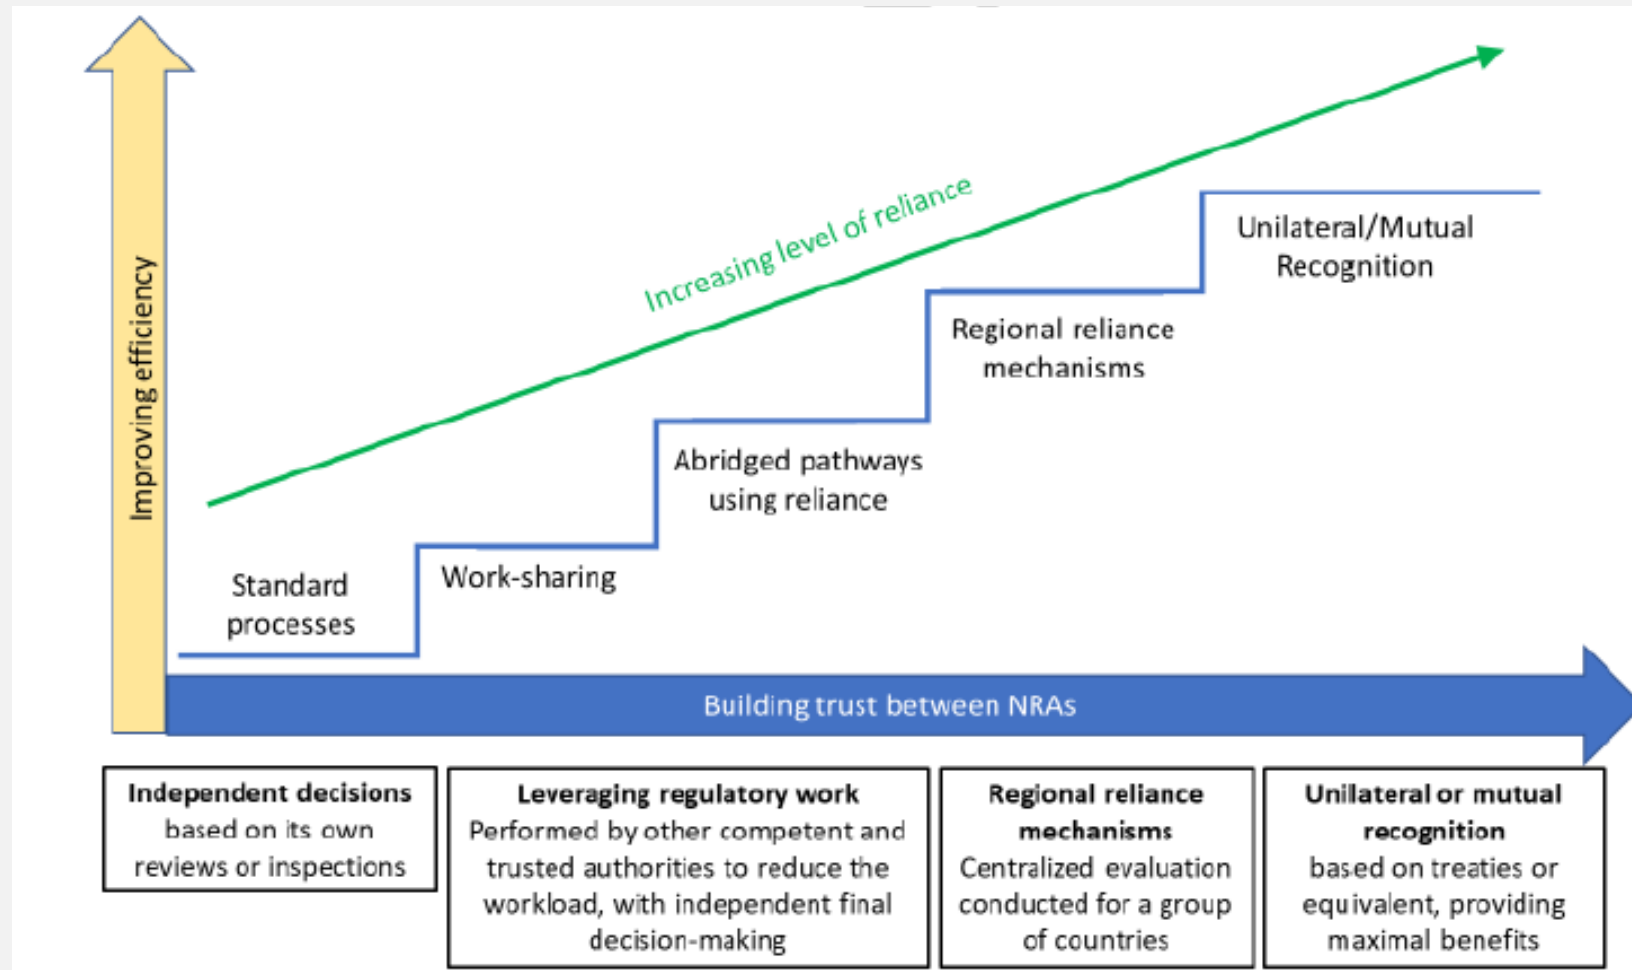 Improving efficiency
Increasing level of reliance
Standard
processes
Work-sharing
Abridged pathways
using reliance
Regional reliance
mechanisms
Unilateral/Mutual
Recognition
Building trust between NRAs
Independent decisions
based on its own
reviews or inspections
Leveraging regulatory work
Performed by other competent and
trusted authorities to reduce the
workload, with independent final
decision-making
Regional reliance
mechanisms
Centralized evaluation
conducted for a group
of countries
Unilateral or mutual
recognition
based on treaties or
equivalent, providing
maximal benefits